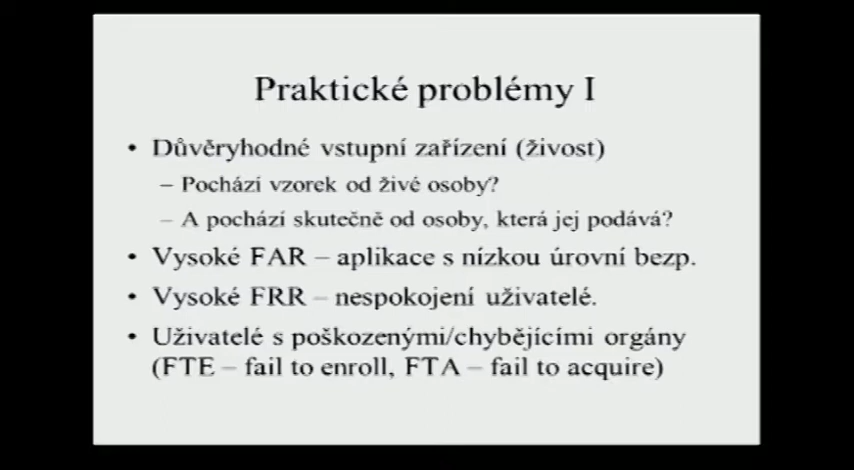 Praktické problémy I
• Důvěryhodné vstupní zařízení (živost)
– Pochází vzorek od živé osoby?
– A pochází skutečně od osoby, která jej podává?
• Vysoké FAR – aplikace s nízkou úrovní bezp.
• Vysoké FRR – nespokojení uživatelé.
• Uživatelé s poškozenými/chybějícími orgány
(FTE – fail to enroll, FTA – fail to acquire)